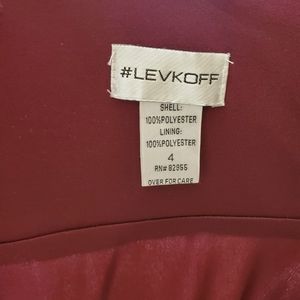 #LEVKOFF
SHELL:
100%POLYESTER
LINING:
100%POLYESTER
4
RN# 82955
OVER FOR CARE